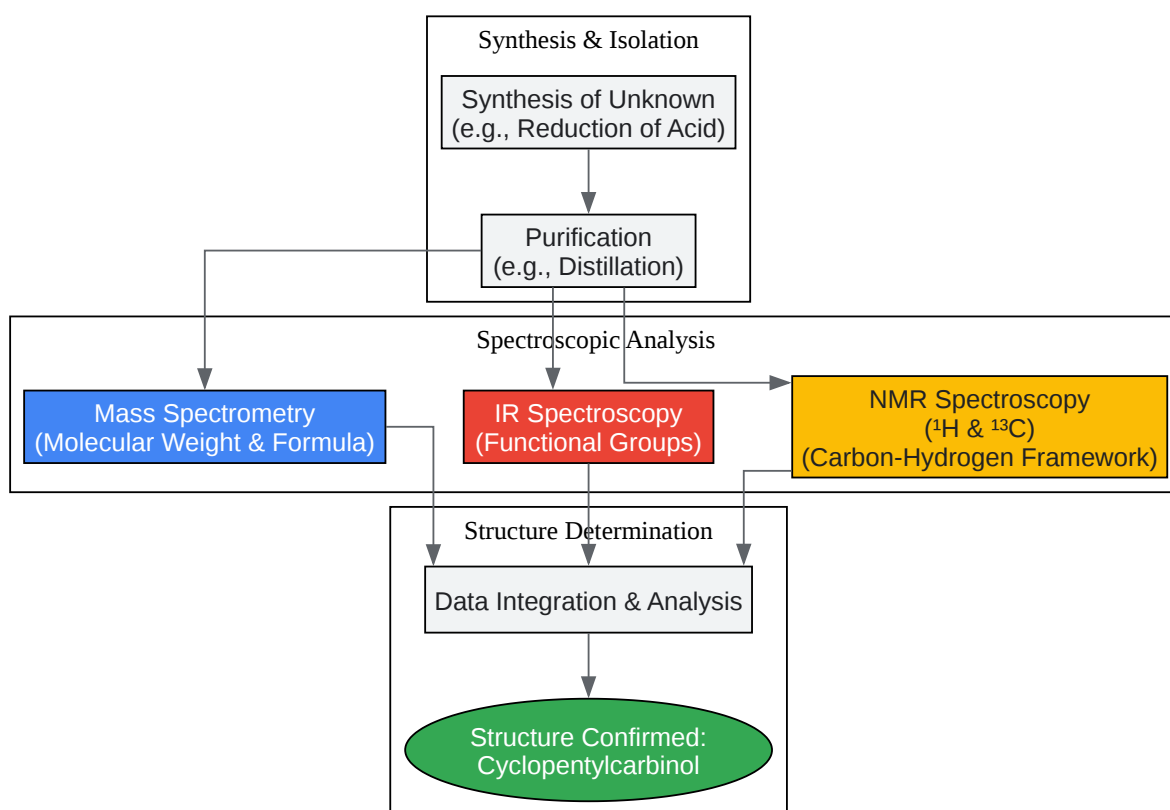 Synthesis & Isolation
Synthesis of Unknown
(e.g., Reduction of Acid)
Purification
(e.g., Distillation)
Spectroscopic Analysis
Mass Spectrometry
(Molecular Weight & Formula)
IR Spectroscopy
(Functional Groups)
NMR Spectroscopy
(¹H & ¹³C)
(Carbon-Hydrogen Framework)
Structure Determination
Data Integration & Analysis
Structure Confirmed:
Cyclopentylcarbinol